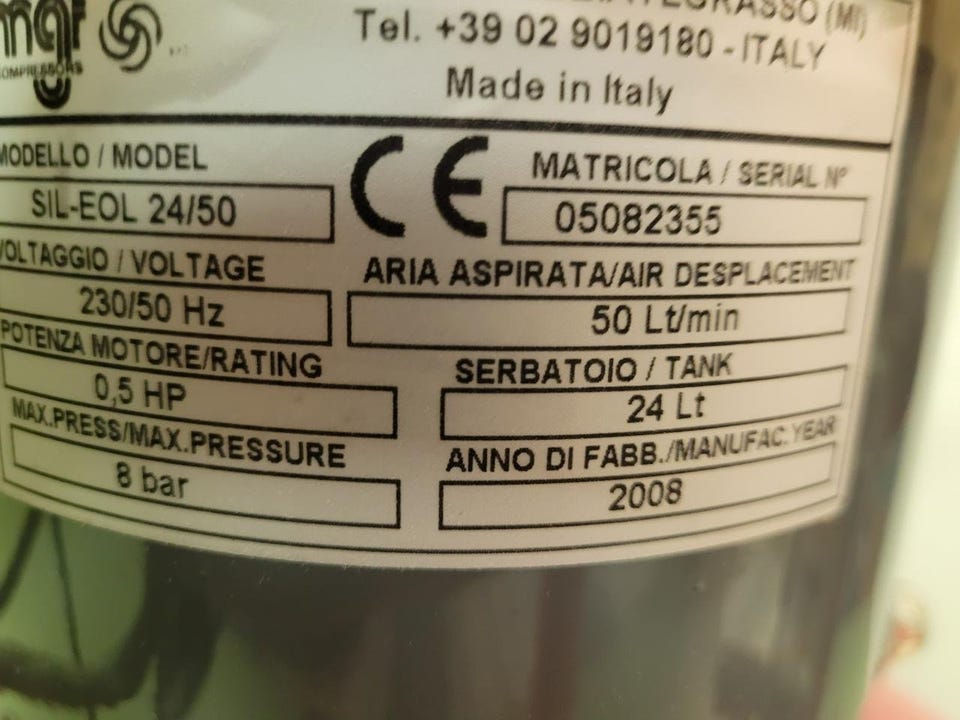 mgf
COMPRESSORS
(MI)
Tel. +39 02 9019180 - ITALY
Made in Italy
MODELLO / MODEL
SIL-EOL 24/50
CE
MATRICOLA / SERIAL N°
05082355
VOLTAGGIO / VOLTAGE
230/50 Hz
ARIA ASPIRATA/AIR DESPLACEMENT
50 Lt/min
POTENZA MOTORE/RATING
0,5 HP
SERBATOIO / TANK
24 Lt
MAX.PRESS/MAX.PRESSURE
8 bar
ANNO DI FABB./MANUFAC.YEAR
2008